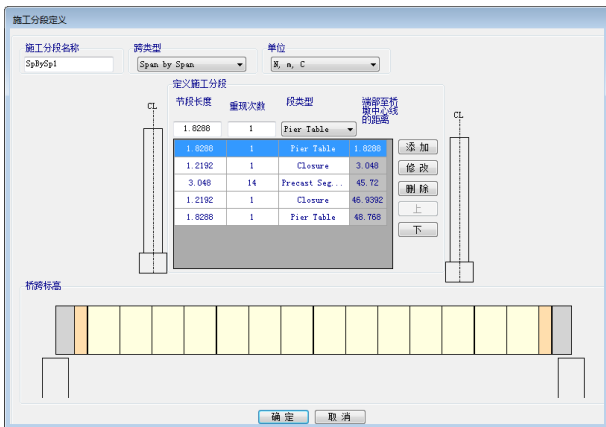 施工分段定义
施工分段名称 跨类型 单位
SpBySp1 Span by Span N, m, C
定义施工分段
节段长度 重现次数 段类型 端部至桥墩中心线的距离
CL CL
1.8288 1 Pier Table
1.8288 1 Pier Table 1.8288 添 加
1.2192 1 Closure 3.048 修 改
3.048 14 Precast Seg... 45.72 删 除
1.2192 1 Closure 46.9392 上
1.8288 1 Pier Table 48.768 下
桥跨标高
确 定 取 消